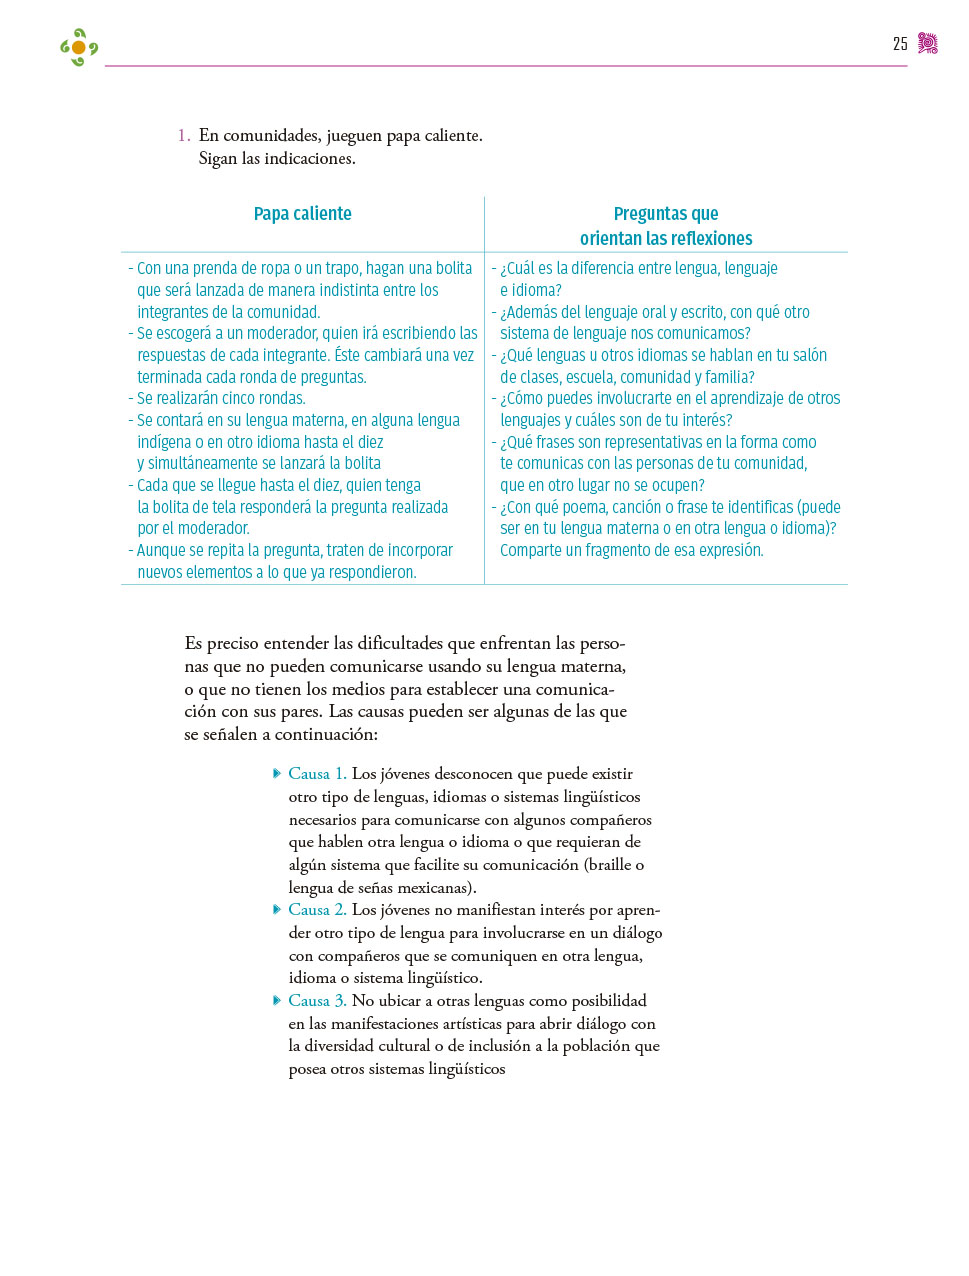 25
1. En comunidades, jueguen papa caliente.
Sigan las indicaciones.
Papa caliente
- Con una prenda de ropa o un trapo, hagan una bolita
que será lanzada de manera indistinta entre los
integrantes de la comunidad.
- Se escogerá a un moderador, quien irá escribiendo las
respuestas de cada integrante. Éste cambiará una vez
terminada cada ronda de preguntas.
- Se realizarán cinco rondas.
- Se contará en su lengua materna, en alguna lengua
indígena o en otro idioma hasta el diez
y simultáneamente se lanzará la bolita
- Cada que se llegue hasta el diez, quien tenga
la bolita de tela responderá la pregunta realizada
por el moderador.
- Aunque se repita la pregunta, traten de incorporar
nuevos elementos a lo que ya respondieron.
Preguntas que
orientan las reflexiones
- ¿Cuál es la diferencia entre lengua, lenguaje
e idioma?
- ¿Además del lenguaje oral y escrito, con qué otro
sistema de lenguaje nos comunicamos?
- ¿Qué lenguas u otros idiomas se hablan en tu salón
de clases, escuela, comunidad y familia?
- ¿Cómo puedes involucrarte en el aprendizaje de otros
lenguajes y cuáles son de tu interés?
- ¿Qué frases son representativas en la forma como
te comunicas con las personas de tu comunidad,
que en otro lugar no se ocupen?
- ¿Con qué poema, canción o frase te identificas (puede
ser en tu lengua materna o en otra lengua o idioma)?
Comparte un fragmento de esa expresión.
Es preciso entender las dificultades que enfrentan las perso-
nas que no pueden comunicarse usando su lengua materna,
o que no tienen los medios para establecer una comunica-
ción con sus pares. Las causas pueden ser algunas de las que
se señalen a continuación:
Causa 1. Los jóvenes desconocen que puede existir
otro tipo de lenguas, idiomas o sistemas lingüísticos
necesarios para comunicarse con algunos compañeros
que hablen otra lengua o idioma o que requieran de
algún sistema que facilite su comunicación (braille o
lengua de señas mexicanas).
Causa 2. Los jóvenes no manifiestan interés por apren-
der otro tipo de lengua para involucrarse en un diálogo
con compañeros que se comuniquen en otra lengua,
idioma o sistema lingüístico.
Causa 3. No ubicar a otras lenguas como posibilidad
en las manifestaciones artísticas para abrir diálogo con
la diversidad cultural o de inclusión a la población que
posea otros sistemas lingüísticos